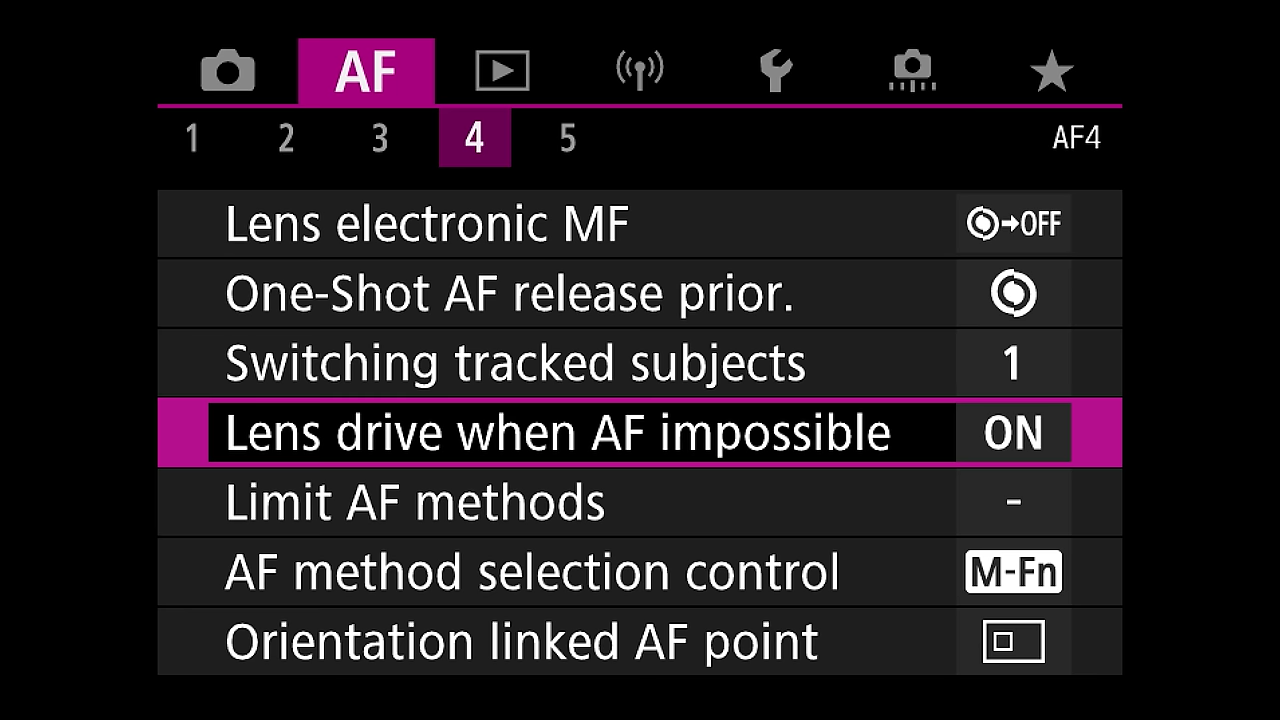 AF
1 2 3 4 5 AF4
Lens electronic MF →OFF
One-Shot AF release prior.
Switching tracked subjects 1
Lens drive when AF impossible ON
Limit AF methods -
AF method selection control M-Fn
Orientation linked AF point